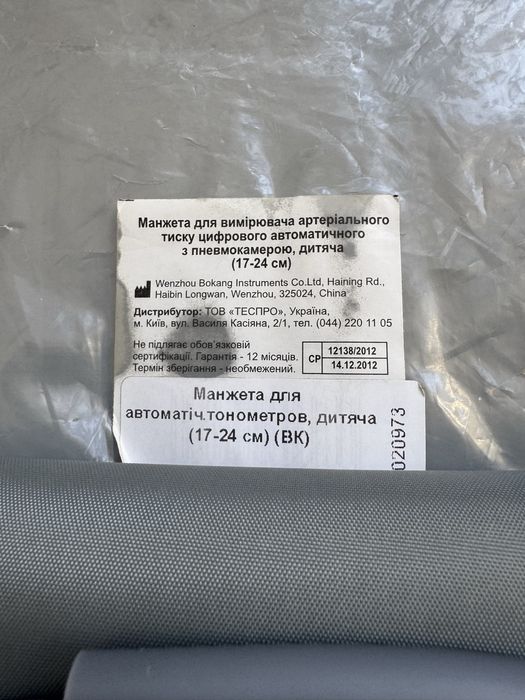 Манжета для вимірювача артеріального
тиску цифрового автоматичного
з пневмокамерою, дитяча
(17-24 см)
Wenzhou Bokang Instruments Co.Ltd, Haining Rd.,
Haibin Longwan, Wenzhou, 325024, China
Дистрибутор: ТОВ «ТЕСПРО», Україна,
м. Київ, вул. Василя Касіяна, 2/1, тел. (044) 220 11 05
Не підлягає обов'язковій
сертифікації. Гарантія - 12 місяців.
Термін зберігання - необмежений.
СР
12138/2012
14.12.2012
Манжета для
автоматіч.тонометров, дитяча
(17-24 см) (ВК)
020973